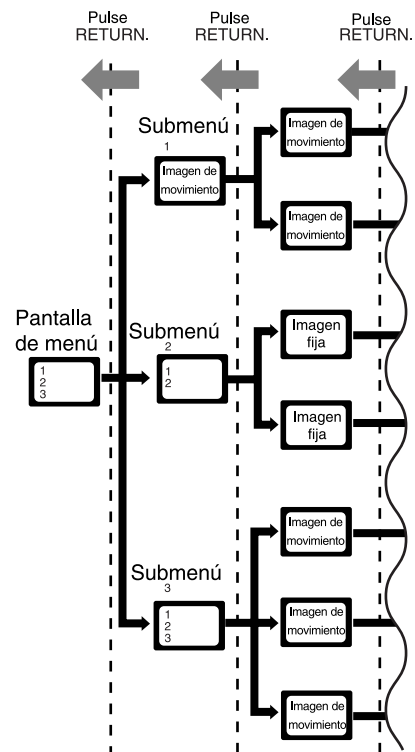 Pulse
RETURN.
Pulse
RETURN.
Pulse
RETURN.
Submenú
1
Imagen de
movimiento
Imagen de
movimiento
Imagen de
movimiento
Pantalla
de menú
1
2
3
Submenú
2
1
2
Imagen
fija
Imagen
fija
Submenú
3
1
2
3
Imagen de
movimiento
Imagen de
movimiento
Imagen de
movimiento